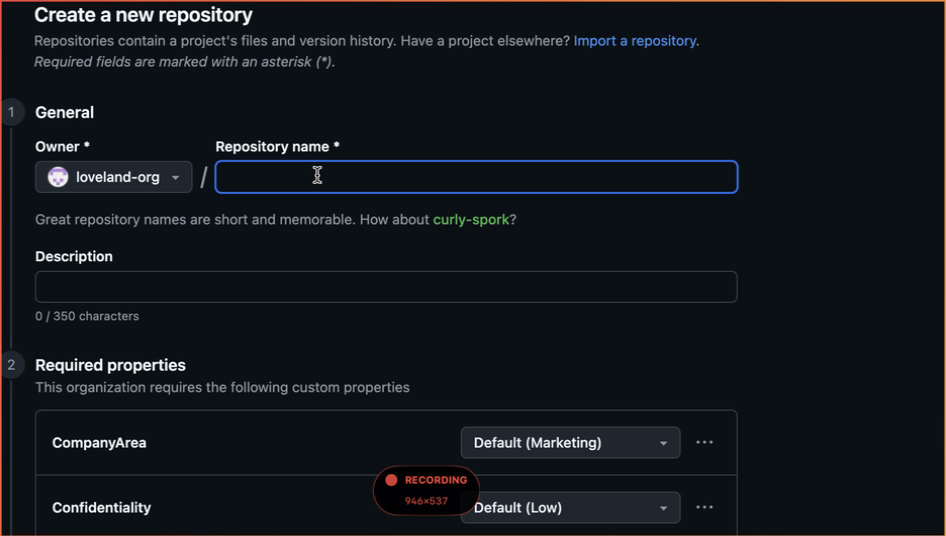 Create a new repository
Repositories contain a project's files and version history. Have a project elsewhere? Import a repository.
Required fields are marked with an asterisk (*).
1 General
Owner * Repository name *
loveland-org /
Great repository names are short and memorable. How about curly-spork?
Description
0 / 350 characters
2 Required properties
This organization requires the following custom properties
CompanyArea Default (Marketing) ...
RECORDING
946×537
Confidentiality Default (Low) ...